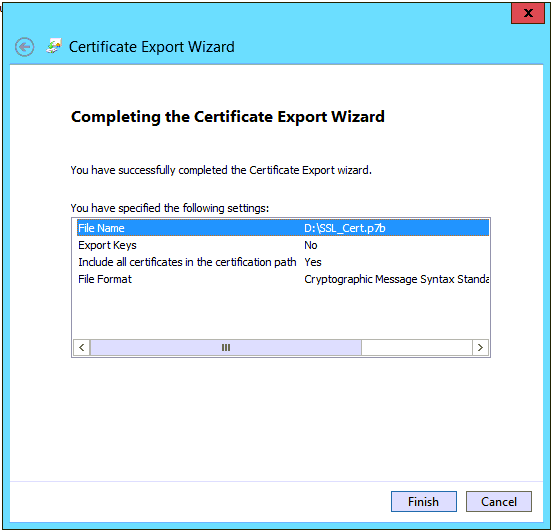 x
Certificate Export Wizard
Completing the Certificate Export Wizard
You have successfully completed the Certificate Export wizard.
You have specified the following settings:
File Name D:\SSL_Cert.p7b
Export Keys No
Include all certificates in the certification path Yes
File Format Cryptographic Message Syntax Standa
Finish Cancel